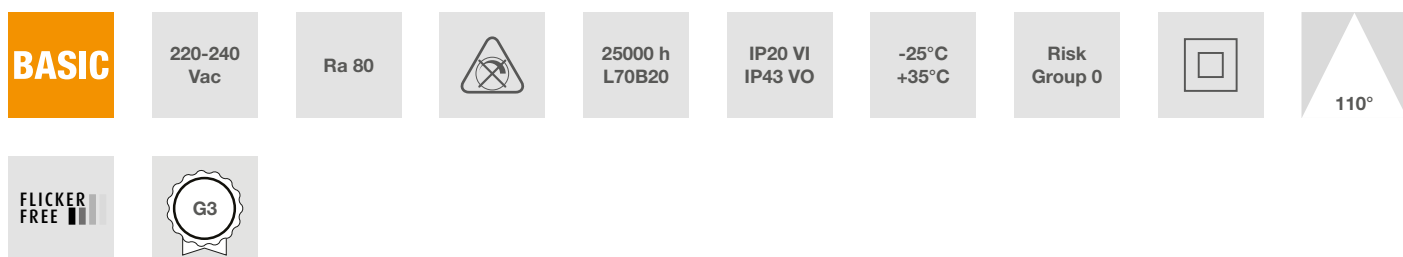 BASIC
220-240
Vac
Ra 80
25000 h
L70B20
IP20 VI
IP43 VO
-25°C
+35°C
Risk
Group 0
110°
FLICKER
FREE
G3